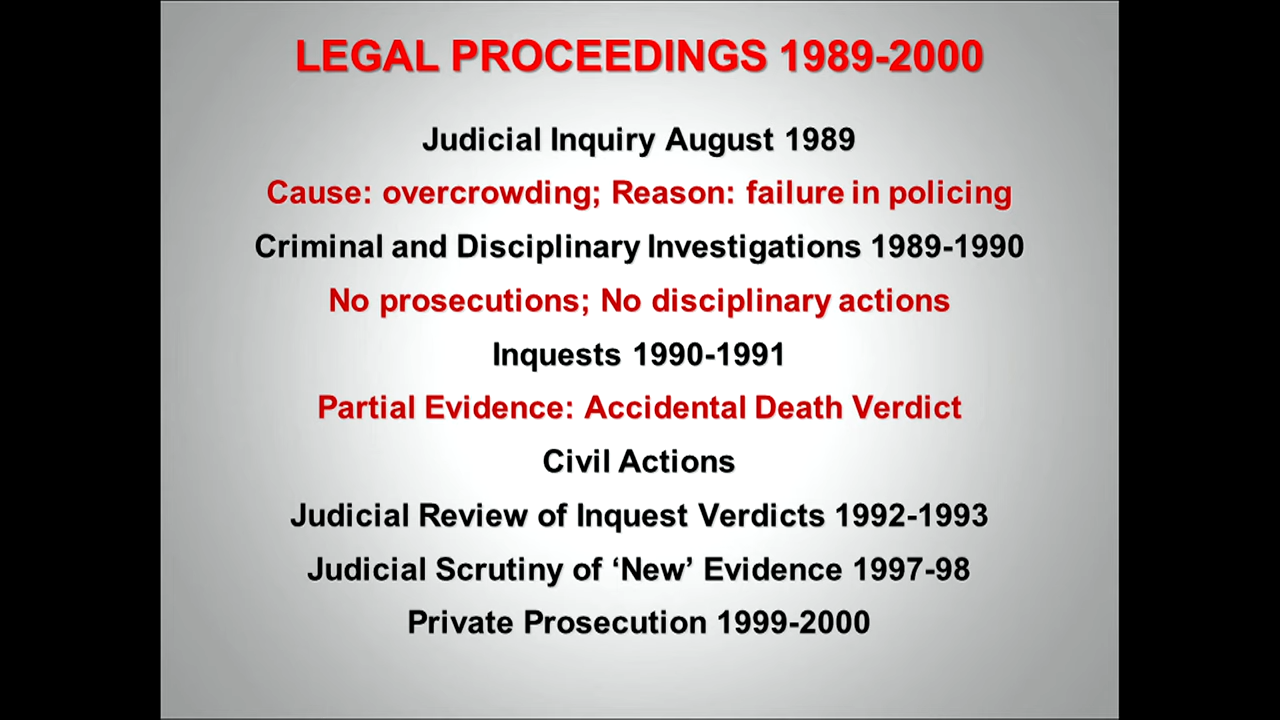 LEGAL PROCEEDINGS 1989-2000
Judicial Inquiry August 1989
Cause: overcrowding; Reason: failure in policing
Criminal and Disciplinary Investigations 1989-1990
No prosecutions; No disciplinary actions
Inquests 1990-1991
Partial Evidence: Accidental Death Verdict
Civil Actions
Judicial Review of Inquest Verdicts 1992-1993
Judicial Scrutiny of ‘New’ Evidence 1997-98
Private Prosecution 1999-2000